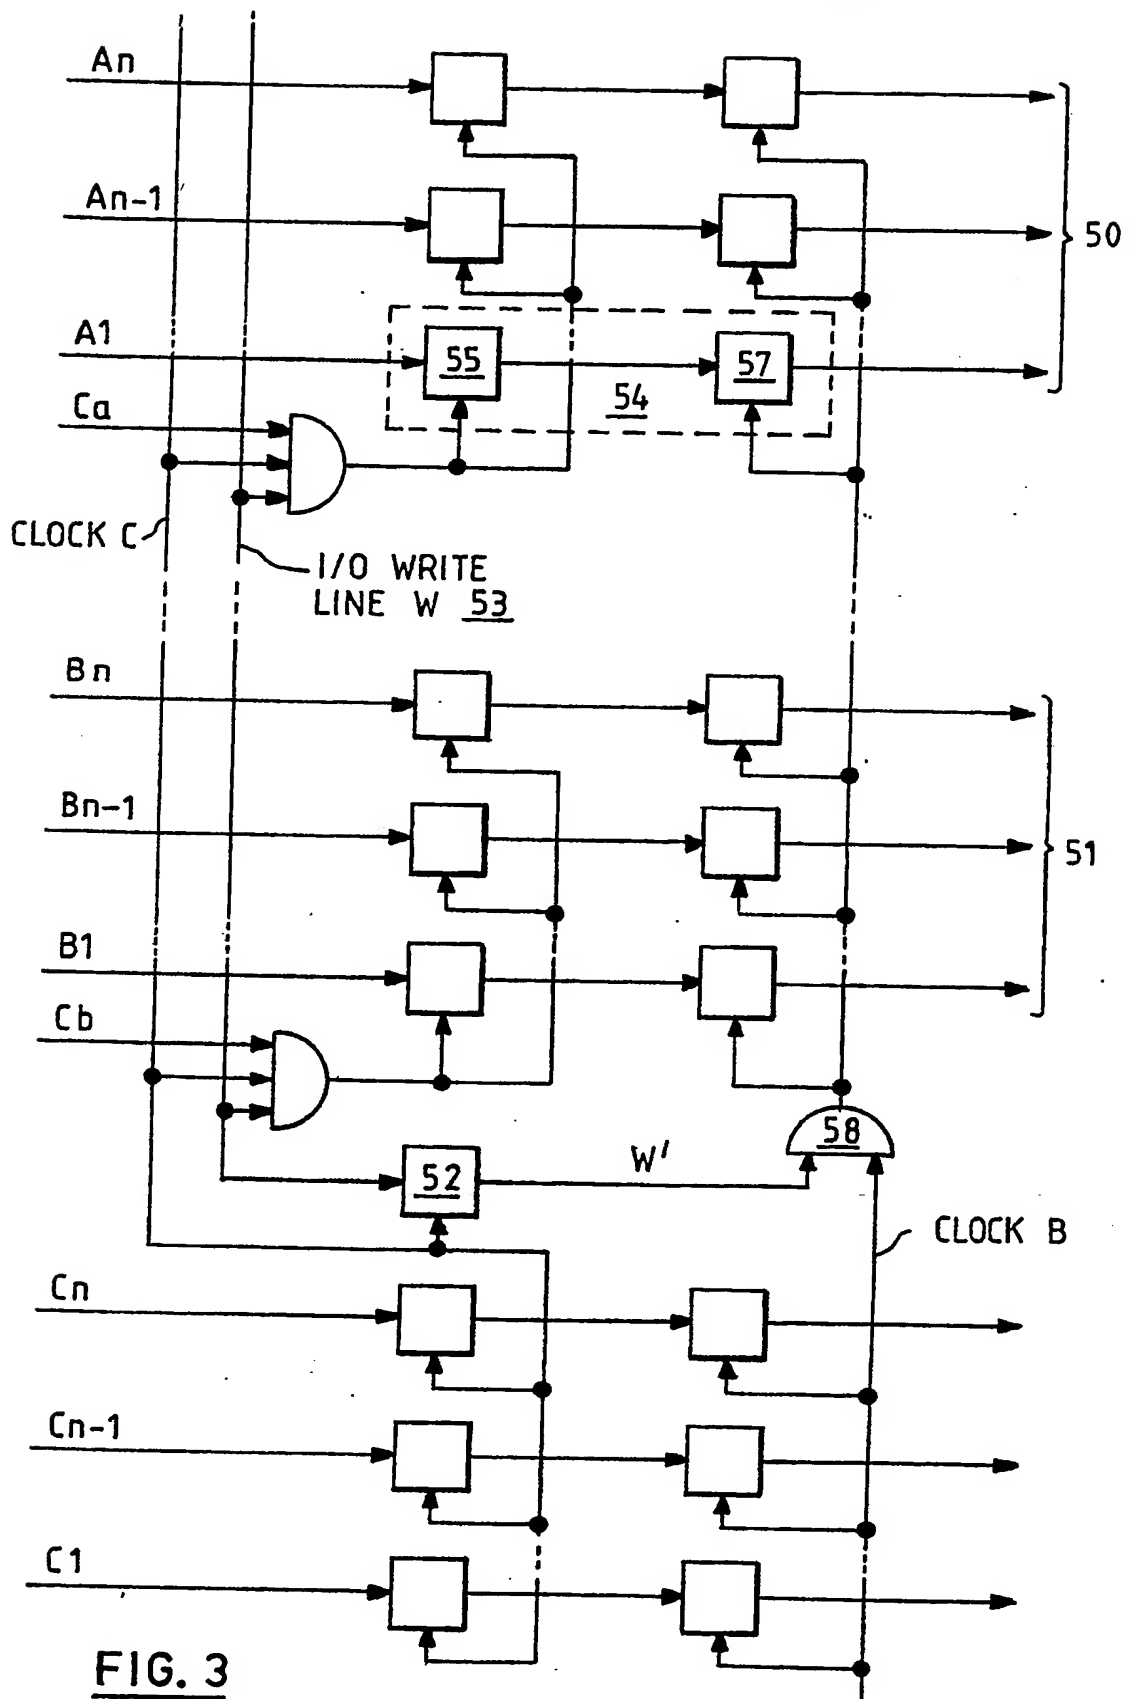 An
An-1
50
A1
55
57
54
Ca
CLOCK C
I/O WRITE
LINE W 53
Bn
Bn-1
51
B1
Cb
58
W'
52
CLOCK B
Cn
Cn-1
C1
FIG. 3